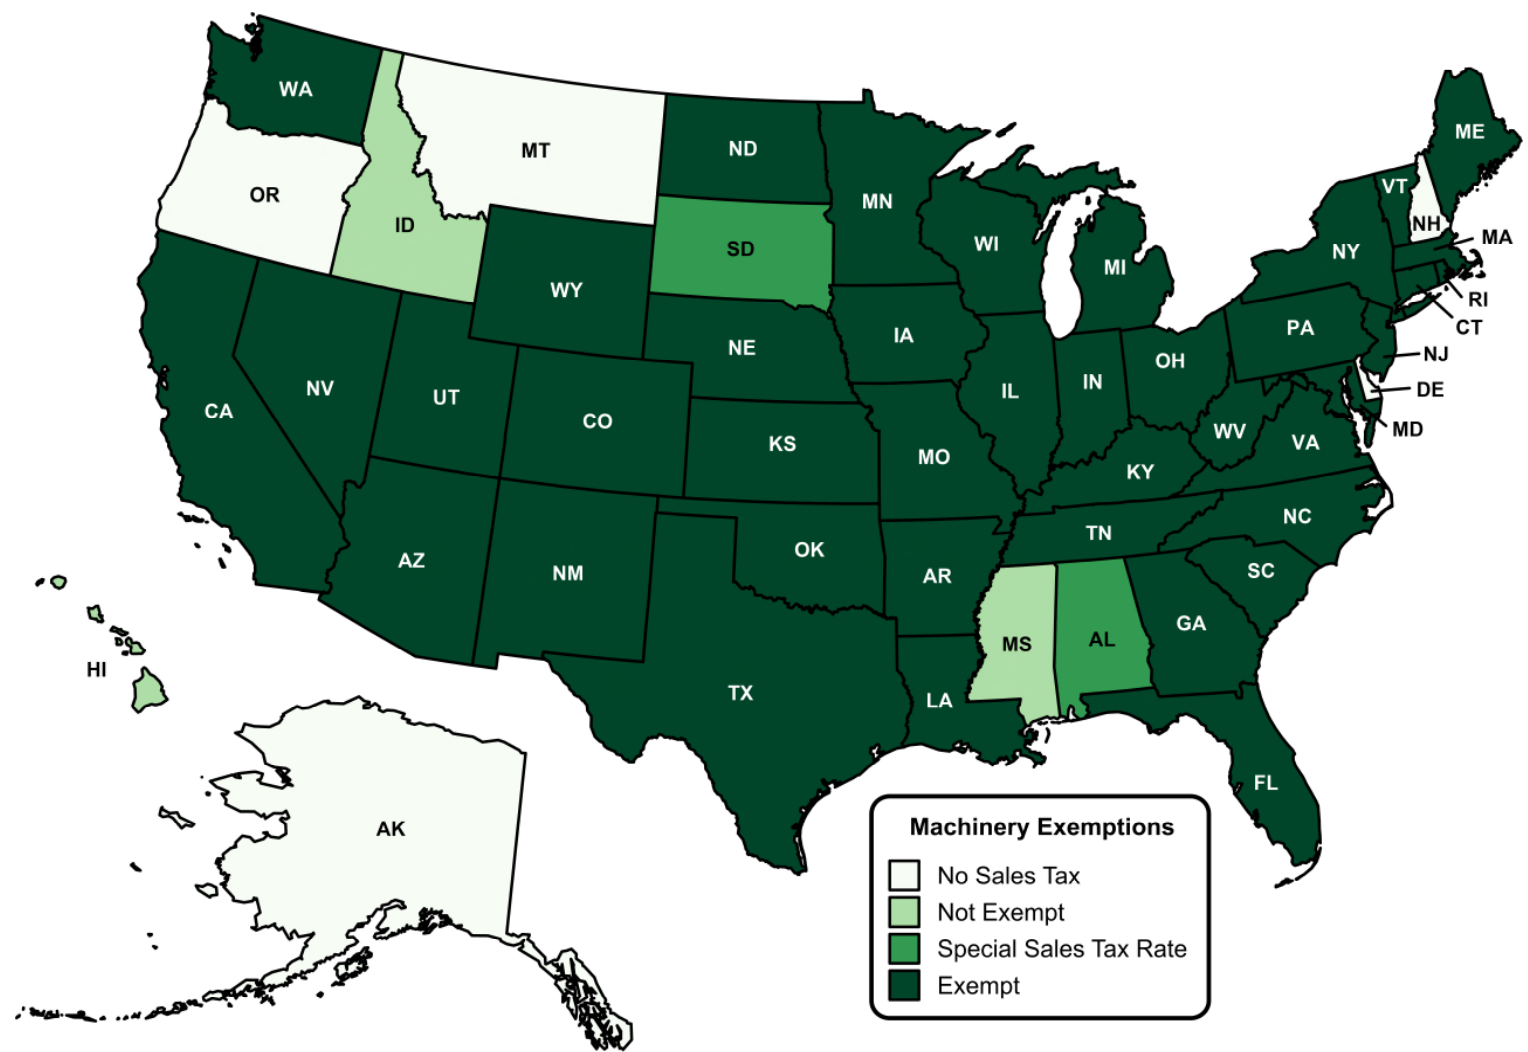 WA
ME
MT
ND
VT
OR
MN
NH
ID
MA
WI
SD
NY
MI
WY
RI
PA
CT
IA
NE
NJ
OH
IN
NV
DE
IL
UT
CA
CO
MD
WV
VA
KS
MO
KY
NC
TN
OK
AZ
SC
NM
AR
GA
AL
MS
HI
TX
LA
FL
AK
Machinery Exemptions
No Sales Tax
Not Exempt
Special Sales Tax Rate
Exempt